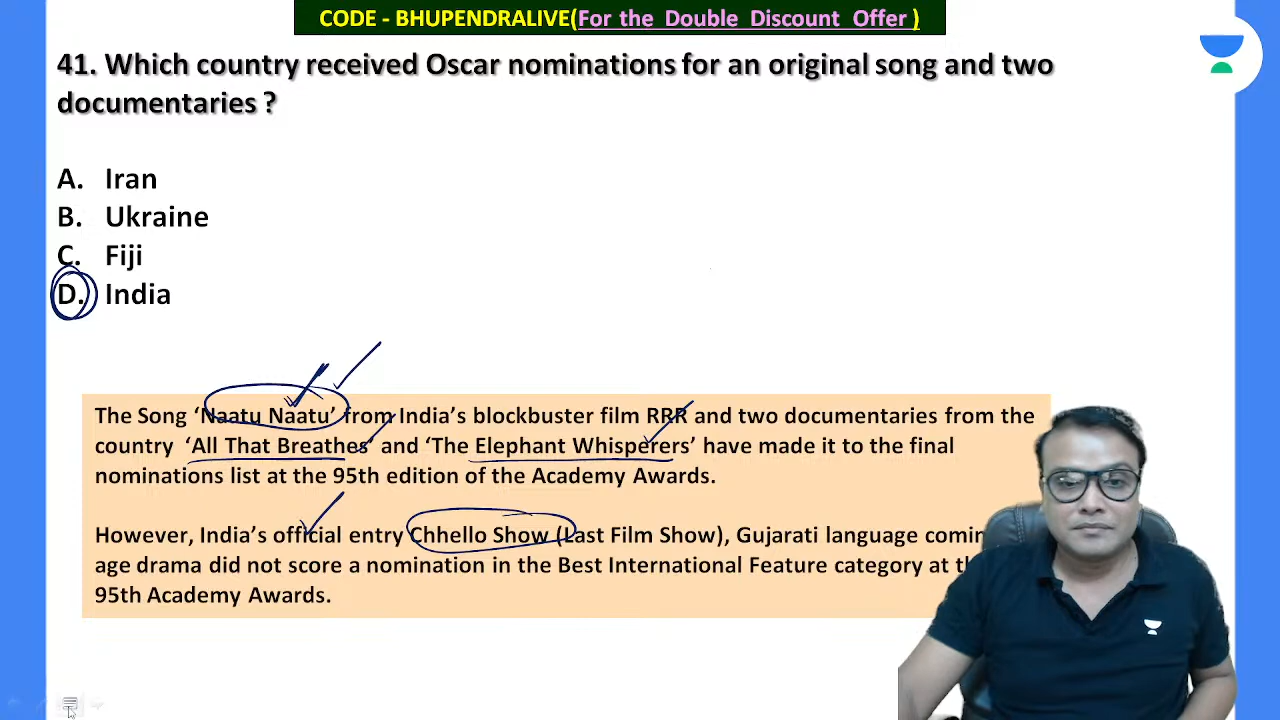 CODE - BHUPENDRALIVE(For the Double Discount Offer )
41. Which country received Oscar nominations for an original song and two
documentaries ?
A. Iran
B. Ukraine
C. Fiji
D. India
The Song ‘Naatu Naatu’ from India’s blockbuster film RRR and two documentaries from the
country ‘All That Breathes’ and ‘The Elephant Whisperers’ have made it to the final
nominations list at the 95th edition of the Academy Awards.
However, India’s official entry Chhello Show (Last Film Show), Gujarati language
age drama did not score a nomination in the Best International Feature category at
95th Academy Awards.